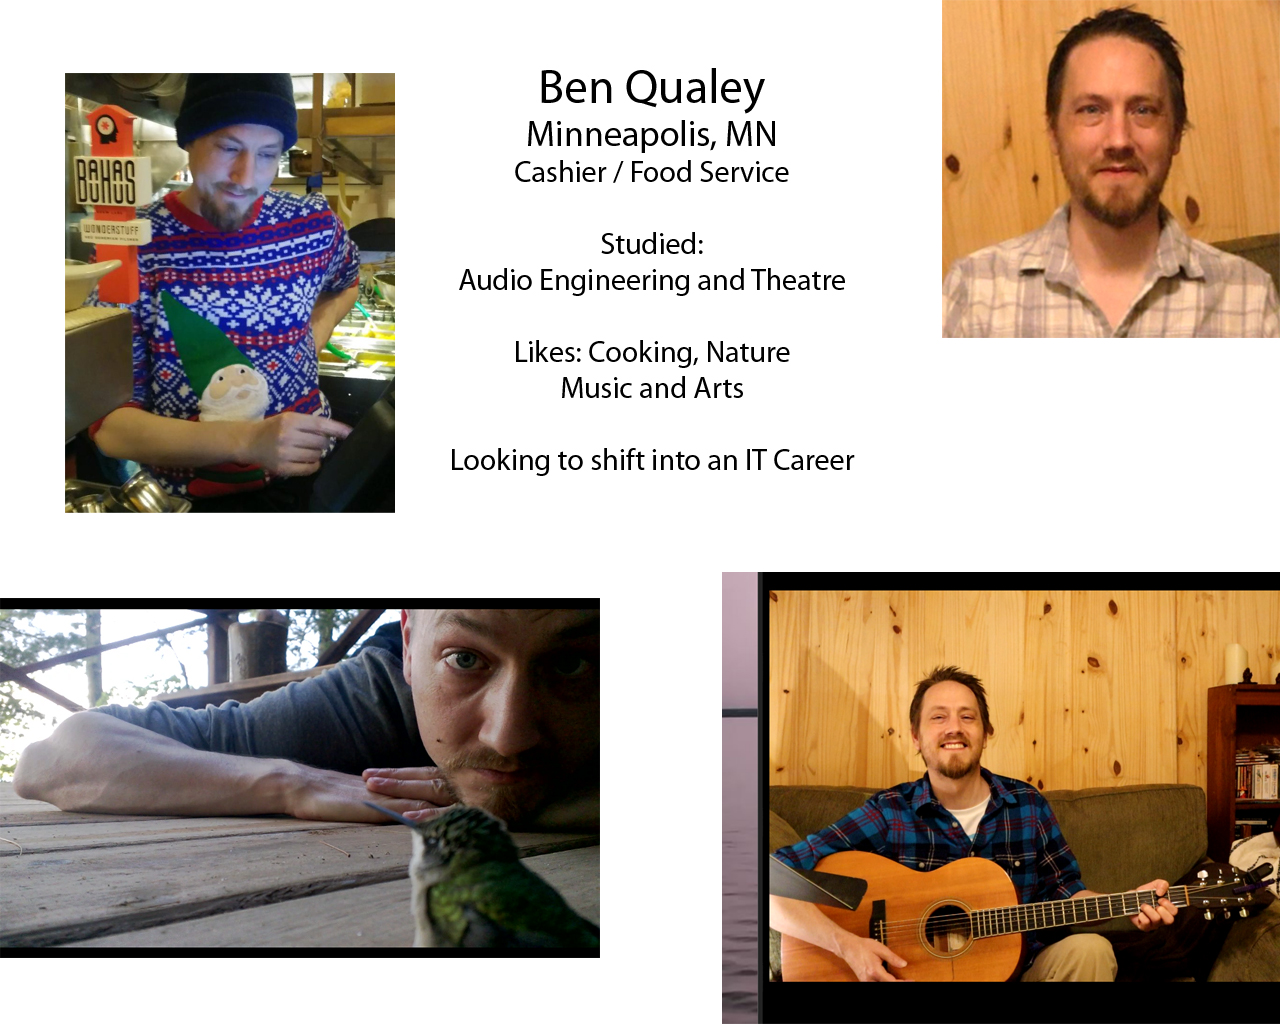 Ben Qualey
Minneapolis, MN
Cashier / Food Service
Studied:
Audio Engineering and Theatre
Likes: Cooking, Nature
Music and Arts
Looking to shift into an IT Career
BAUHAUS
WONDERSTUFF